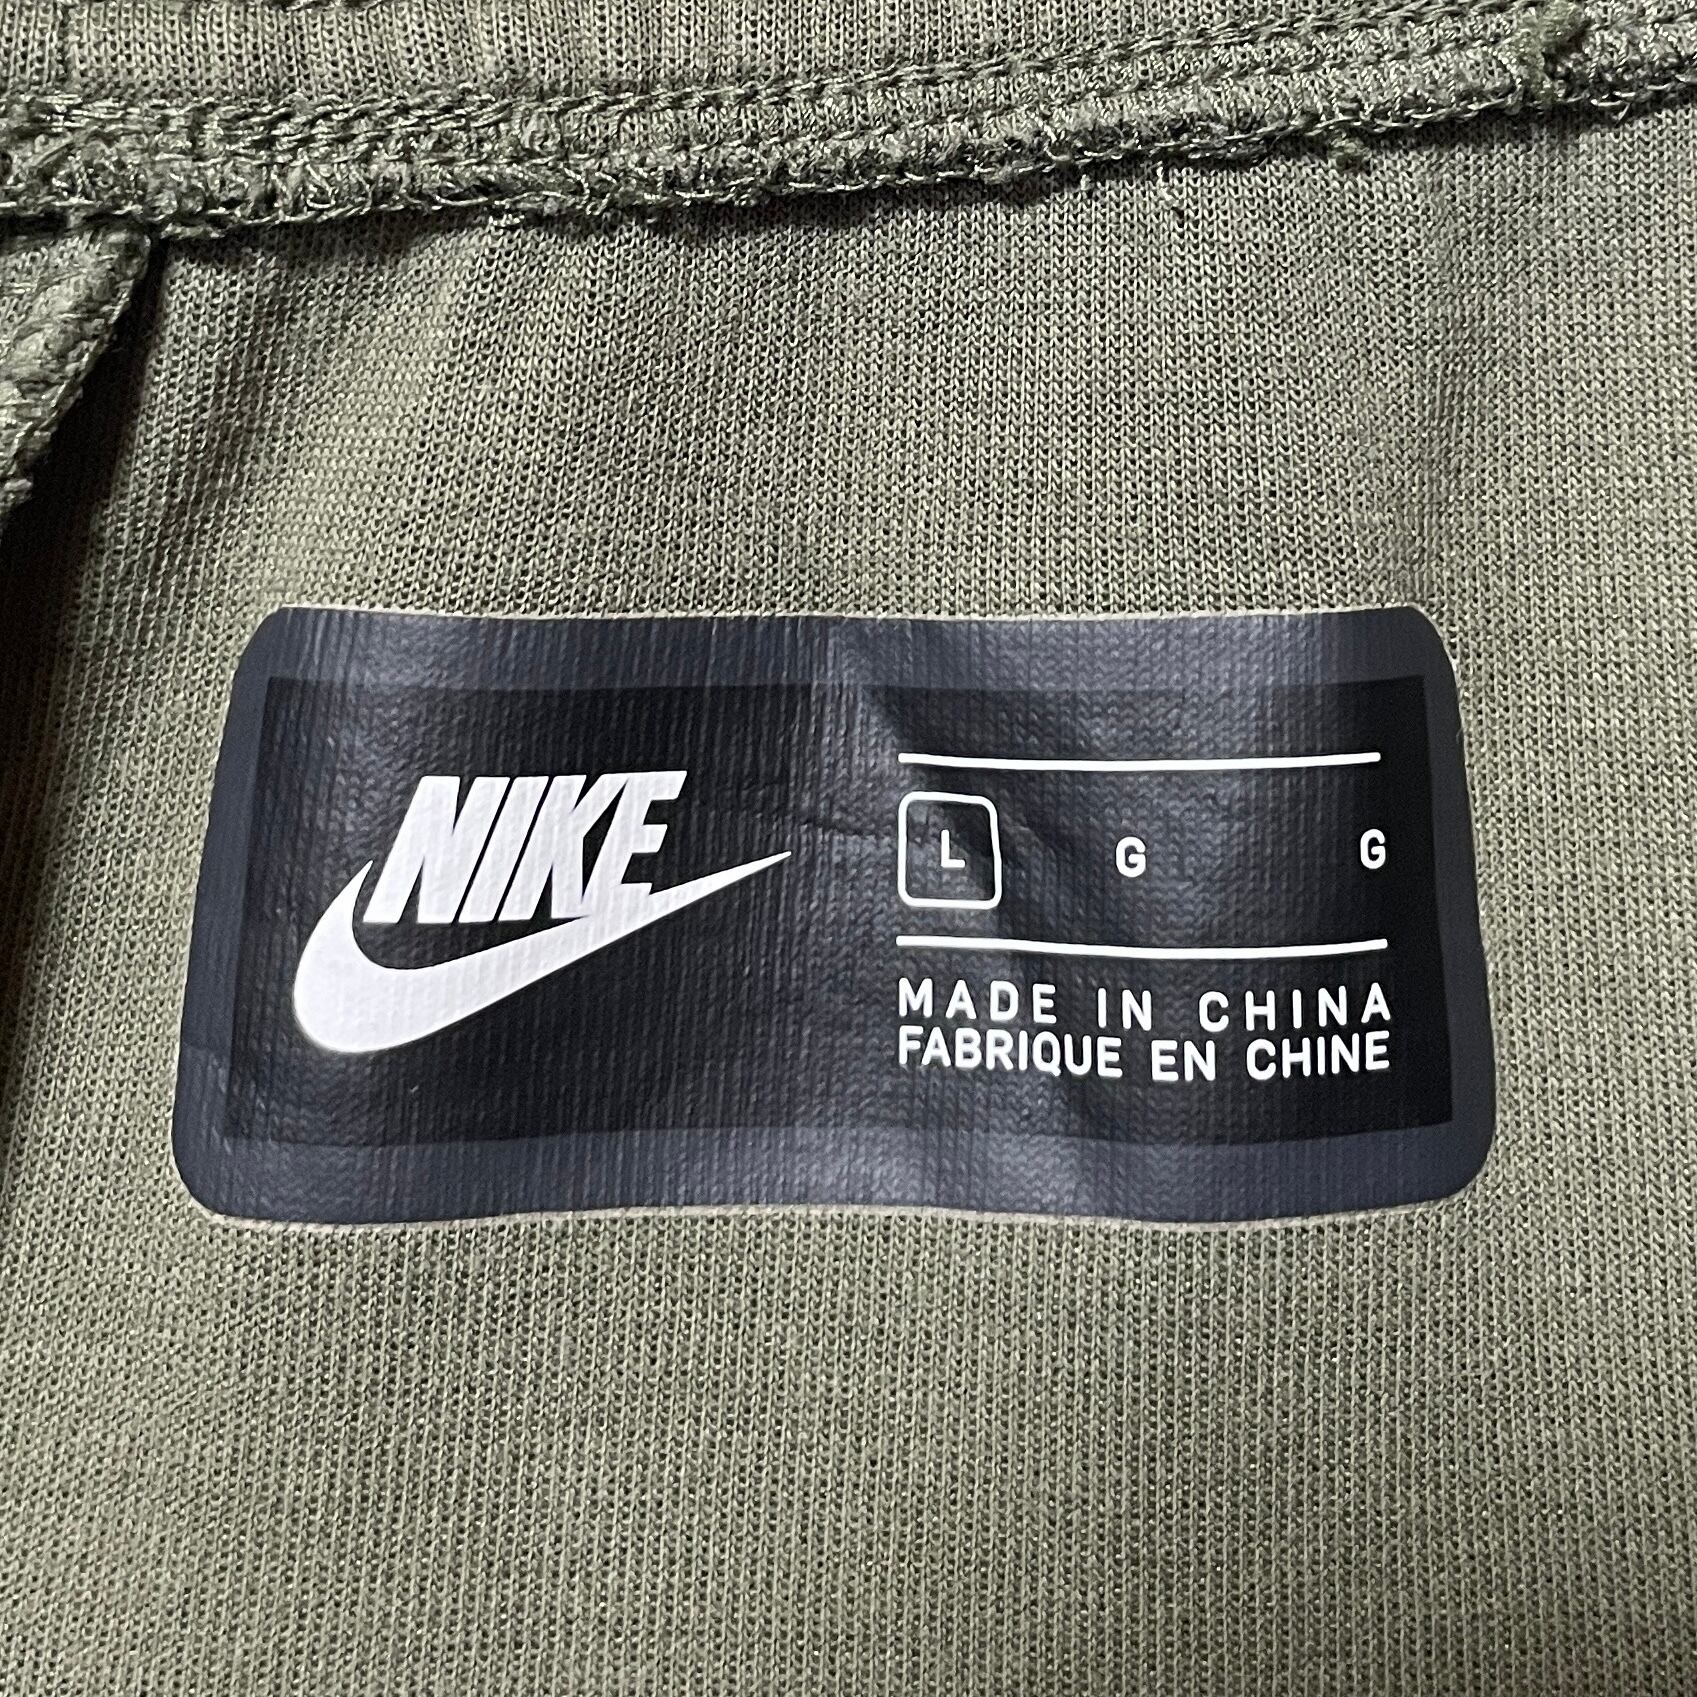 NIKE
L G G
MADE IN CHINA
FABRIQUE EN CHINE